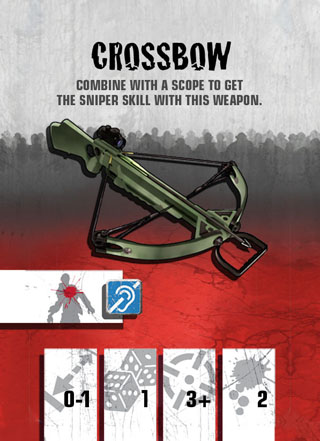 CROSSBOW
COMBINE WITH A SCOPE TO GET
THE SNIPER SKILL WITH THIS WEAPON.
0-1 1 3+ 2